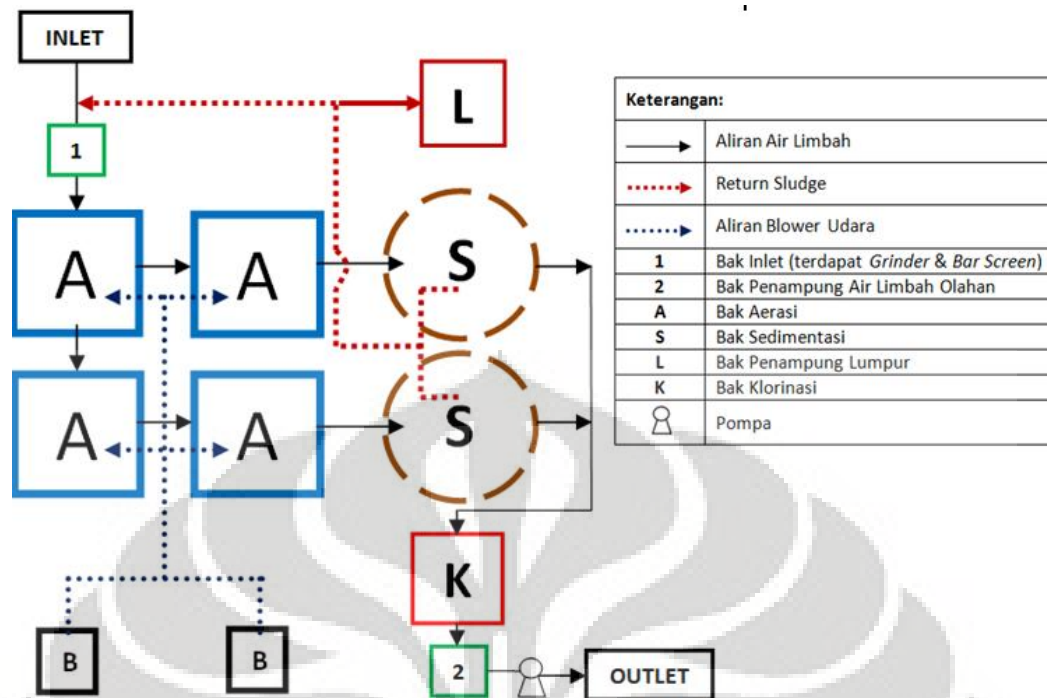 INLET
L
1
A
A
S
A
A
S
K
B
B
2
OUTLET
Keterangan:
Aliran Air Limbah
Return Sludge
Aliran Blower Udara
1 Bak Inlet (terdapat Grinder & Bar Screen)
2 Bak Penampung Air Limbah Olahan
A Bak Aerasi
S Bak Sedimentasi
L Bak Penampung Lumpur
K Bak Klorinasi
Pompa